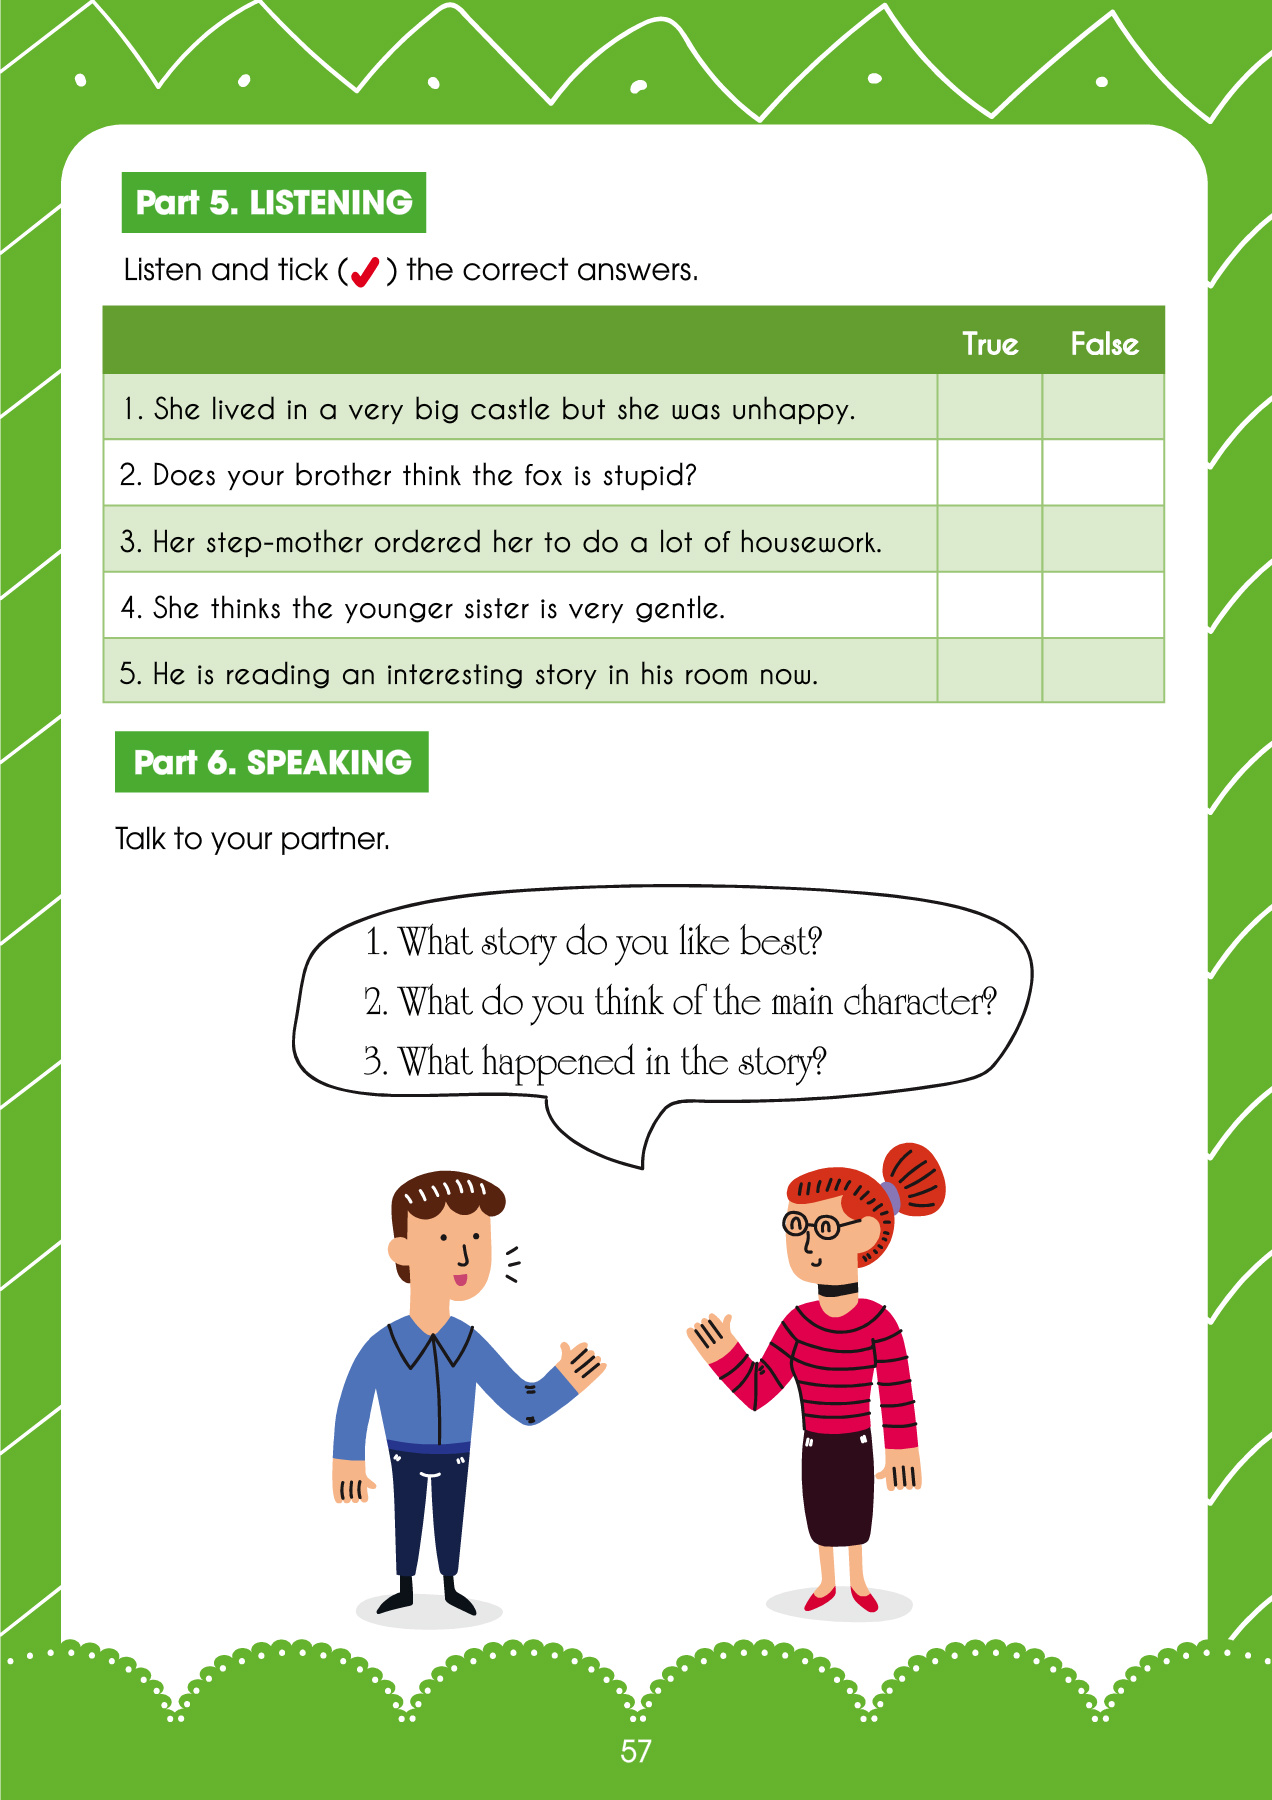 Part 5. LISTENING
Listen and tick (✓) the correct answers.
True False
1. She lived in a very big castle but she was unhappy.
2. Does your brother think the fox is stupid?
3. Her step-mother ordered her to do a lot of housework.
4. She thinks the younger sister is very gentle.
5. He is reading an interesting story in his room now.
Part 6. SPEAKING
Talk to your partner.
1. What story do you like best?
2. What do you think of the main character?
3. What happened in the story?
57